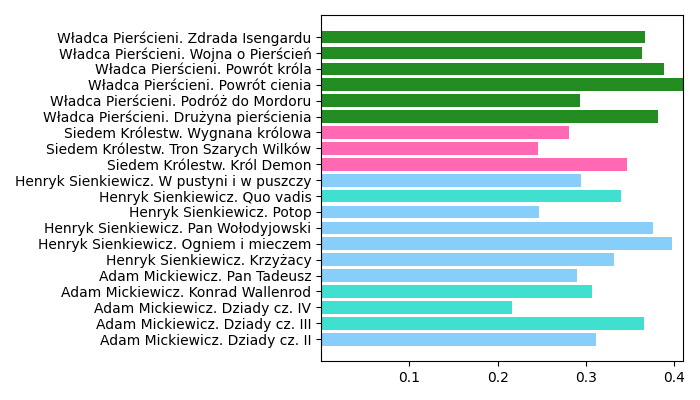 Władca Pierścieni. Zdrada Isengardu
Władca Pierścieni. Wojna o Pierścień
Władca Pierścieni. Powrót króla
Władca Pierścieni. Powrót cienia
Władca Pierścieni. Podróż do Mordoru
Władca Pierścieni. Drużyna pierścienia
Siedem Królestw. Wygnana królowa
Siedem Królestw. Tron Szarych Wilków
Siedem Królestw. Król Demon
Henryk Sienkiewicz. W pustyni i w puszczy
Henryk Sienkiewicz. Quo vadis
Henryk Sienkiewicz. Potop
Henryk Sienkiewicz. Pan Wołodyjowski
Henryk Sienkiewicz. Ogniem i mieczem
Henryk Sienkiewicz. Krzyżacy
Adam Mickiewicz. Pan Tadeusz
Adam Mickiewicz. Konrad Wallenrod
Adam Mickiewicz. Dziady cz. IV
Adam Mickiewicz. Dziady cz. III
Adam Mickiewicz. Dziady cz. II
0.1 0.2 0.3 0.4